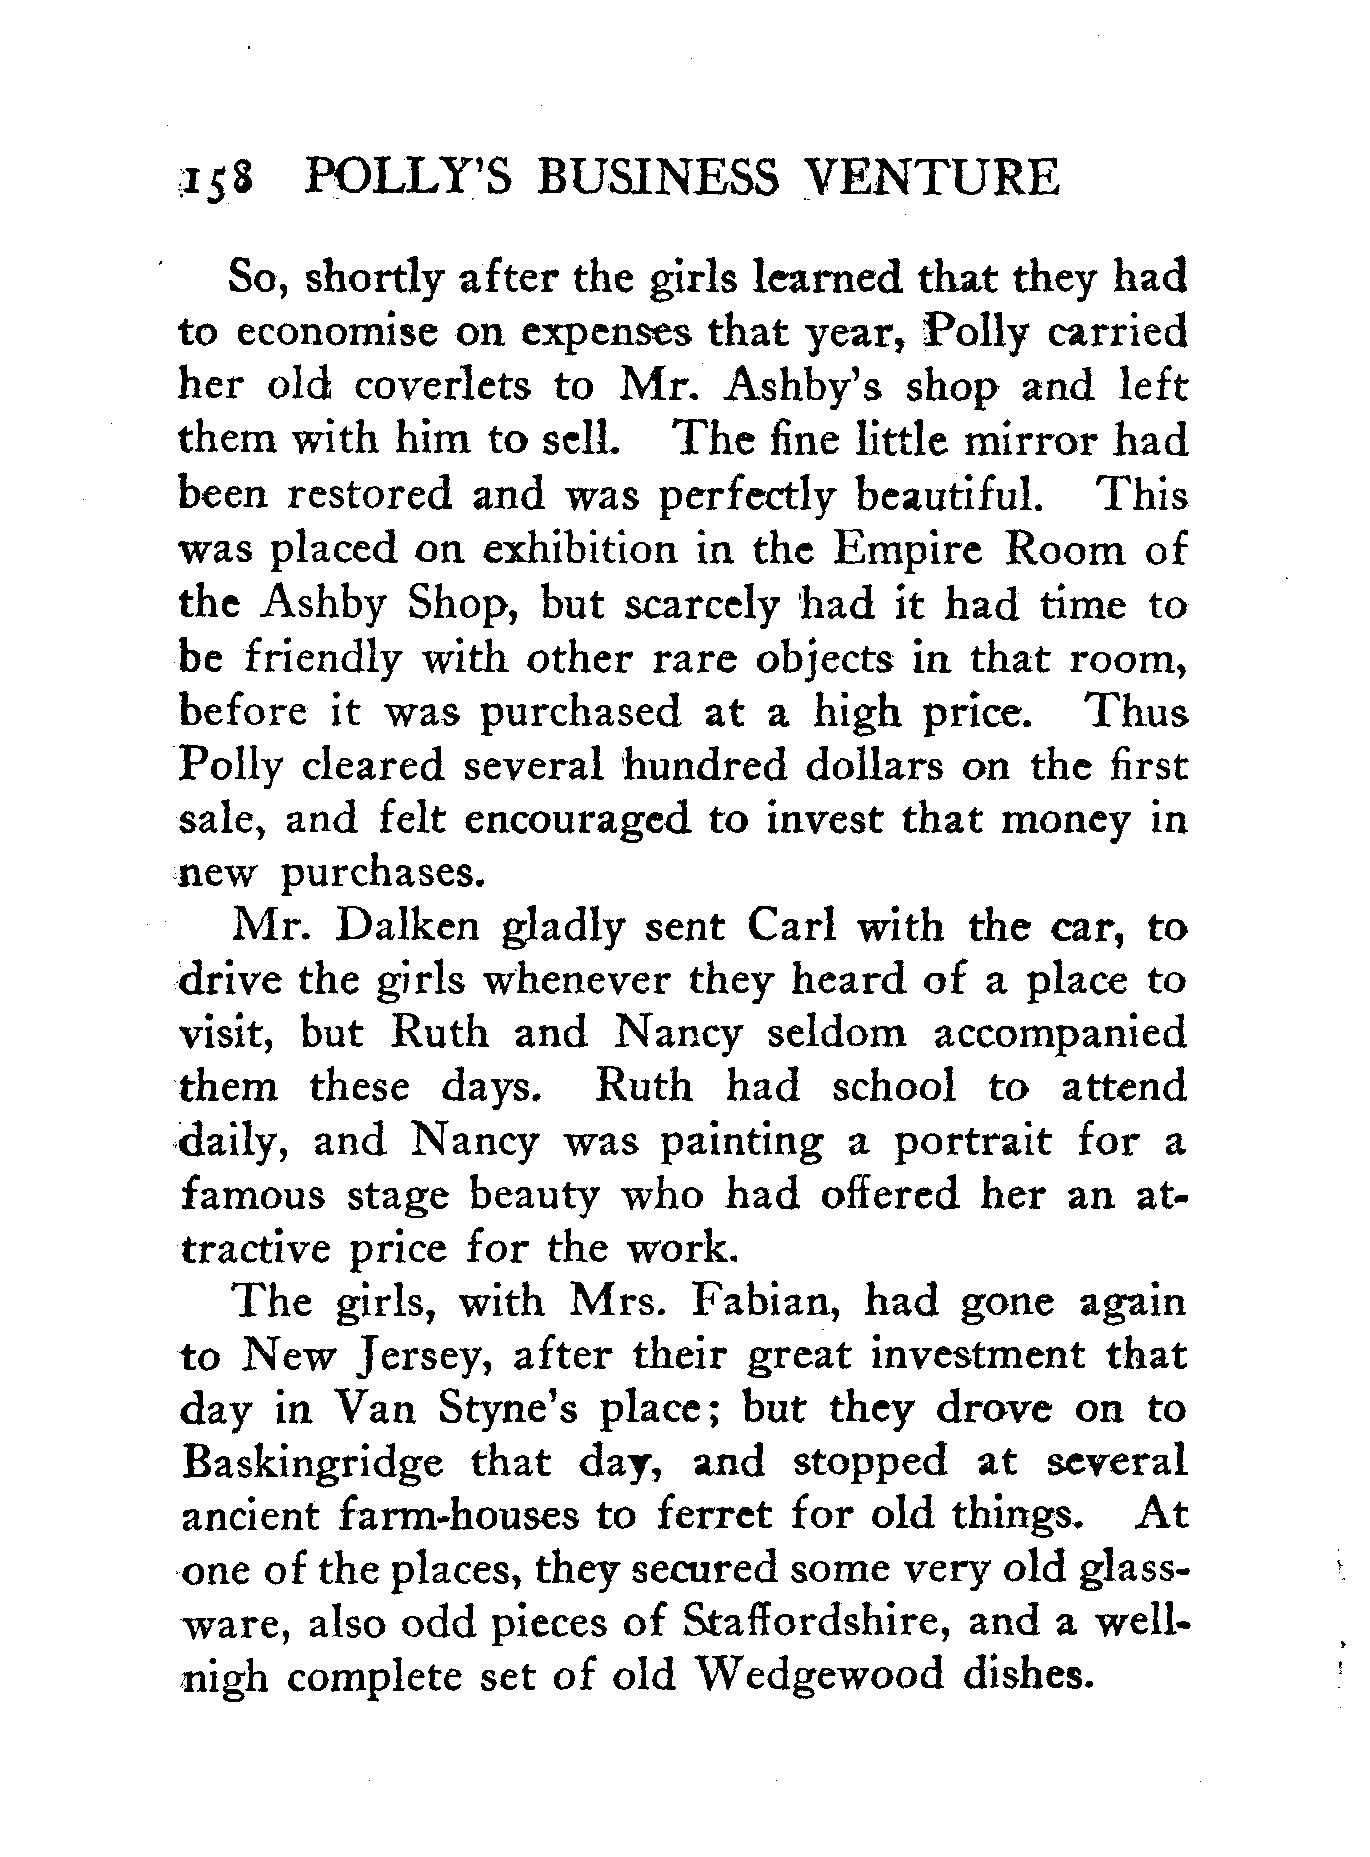 158 POLLY'S BUSINESS VENTURE
So, shortly after the girls learned that they had
to economise on expenses that year, Polly carried
her old coverlets to Mr. Ashby's shop and left
them with him to sell. The fine little mirror had
been restored and was perfectly beautiful. This
was placed on exhibition in the Empire Room of
the Ashby Shop, but scarcely had it had time to
be friendly with other rare objects in that room,
before it was purchased at a high price. Thus
Polly cleared several hundred dollars on the first
sale, and felt encouraged to invest that money in
new purchases.
Mr. Dalken gladly sent Carl with the car, to
drive the girls whenever they heard of a place to
visit, but Ruth and Nancy seldom accompanied
them these days. Ruth had school to attend
daily, and Nancy was painting a portrait for a
famous stage beauty who had offered her an at-
tractive price for the work.
The girls, with Mrs. Fabian, had gone again
to New Jersey, after their great investment that
day in Van Styne's place; but they drove on to
Baskingridge that day, and stopped at several
ancient farm-houses to ferret for old things. At
one of the places, they secured some very old glass-
ware, also odd pieces of Staffordshire, and a well-
nigh complete set of old Wedgewood dishes.